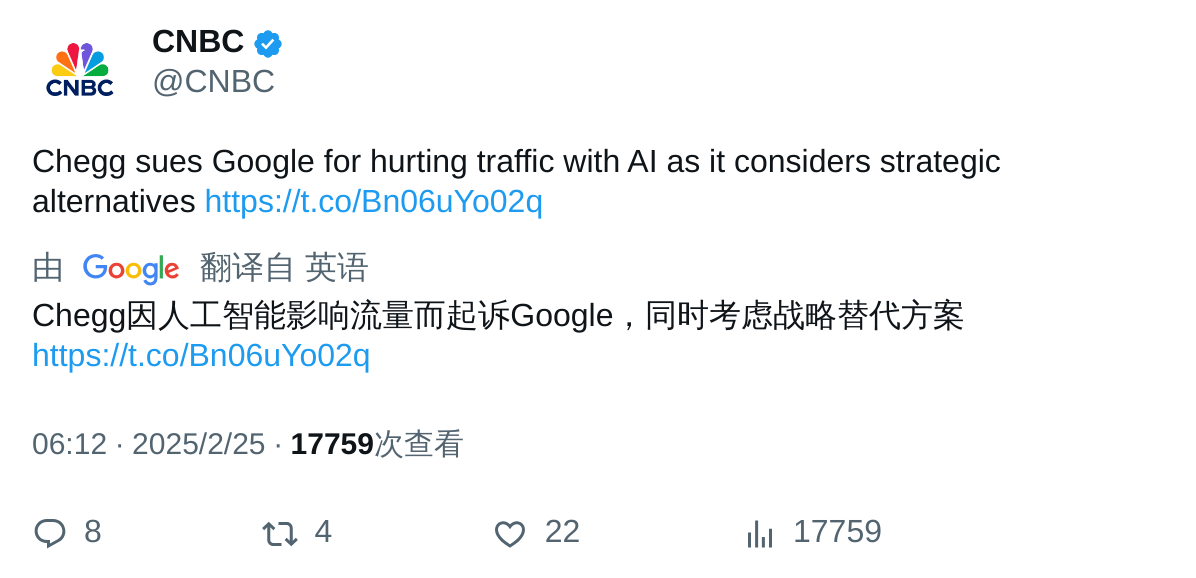 CNBC
CNBC
@CNBC
Chegg sues Google for hurting traffic with AI as it considers strategic
alternatives https://t.co/Bn06uYo02q
由 Google 翻译自 英语
Chegg因人工智能影响流量而起诉Google，同时考虑战略替代方案
https://t.co/Bn06uYo02q
06:12 · 2025/2/25 · 17759次查看
8 4 22 17759